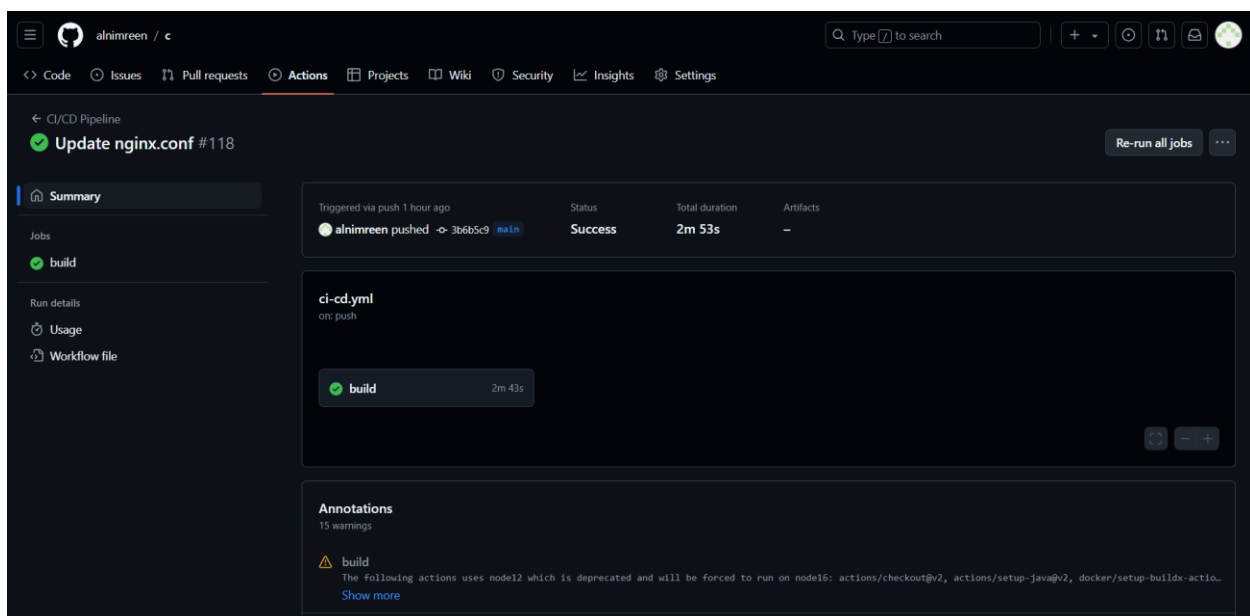 alnimreen / c
Type / to search
Code Issues Pull requests Actions Projects Wiki Security Insights Settings
← CI/CD Pipeline
Update nginx.conf #118
Re-run all jobs
Summary
Jobs
build
Run details
Usage
Workflow file
Triggered via push 1 hour ago
alnimreen pushed 3b6b5c9 main
Status
Success
Total duration
2m 53s
Artifacts
–
ci-cd.yml
on: push
build 2m 43s
Annotations
15 warnings
build
The following actions uses node12 which is deprecated and will be forced to run on node16: actions/checkout@v2, actions/setup-java@v2, docker/setup-buildx-actio…
Show more